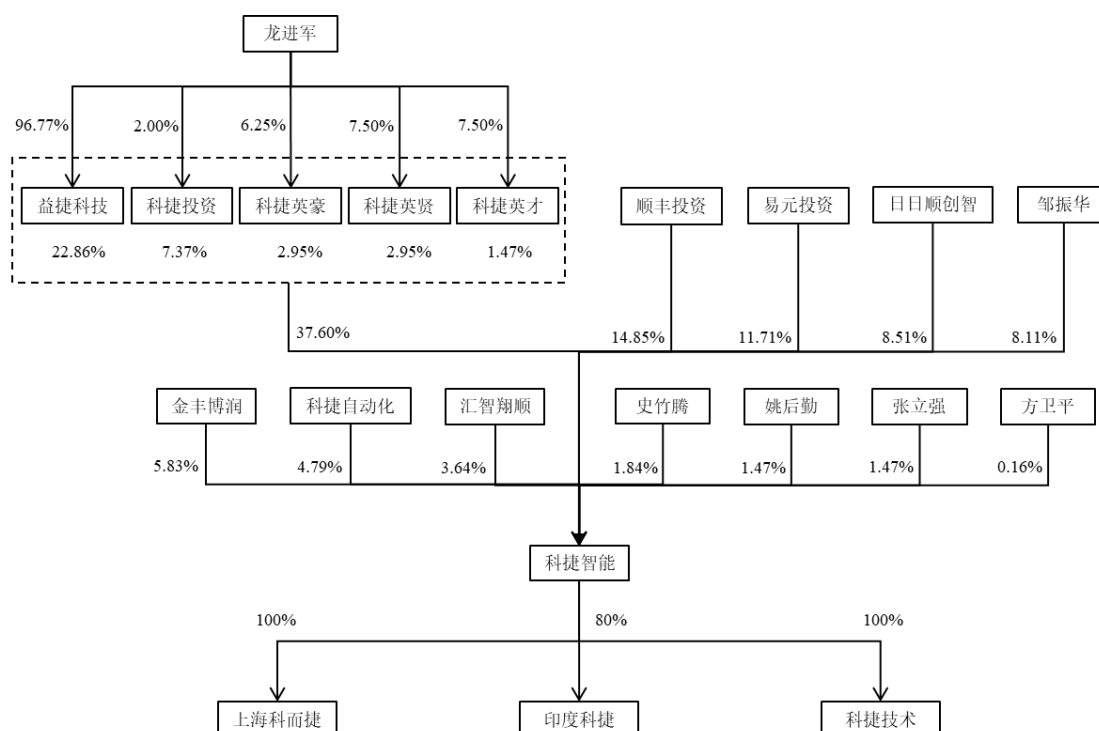 龙进军
96.77% 2.00% 6.25% 7.50% 7.50%
益捷科技 科捷投资 科捷英豪 科捷英贤 科捷英才 顺丰投资 易元投资 日日顺创智 邹振华
22.86% 7.37% 2.95% 2.95% 1.47%
37.60% 14.85% 11.71% 8.51% 8.11%
金丰博润 科捷自动化 汇智翔顺 史竹腾 姚后勤 张立强 方卫平
5.83% 4.79% 3.64% 1.84% 1.47% 1.47% 0.16%
科捷智能
100% 80% 100%
上海科而捷 印度科捷 科捷技术